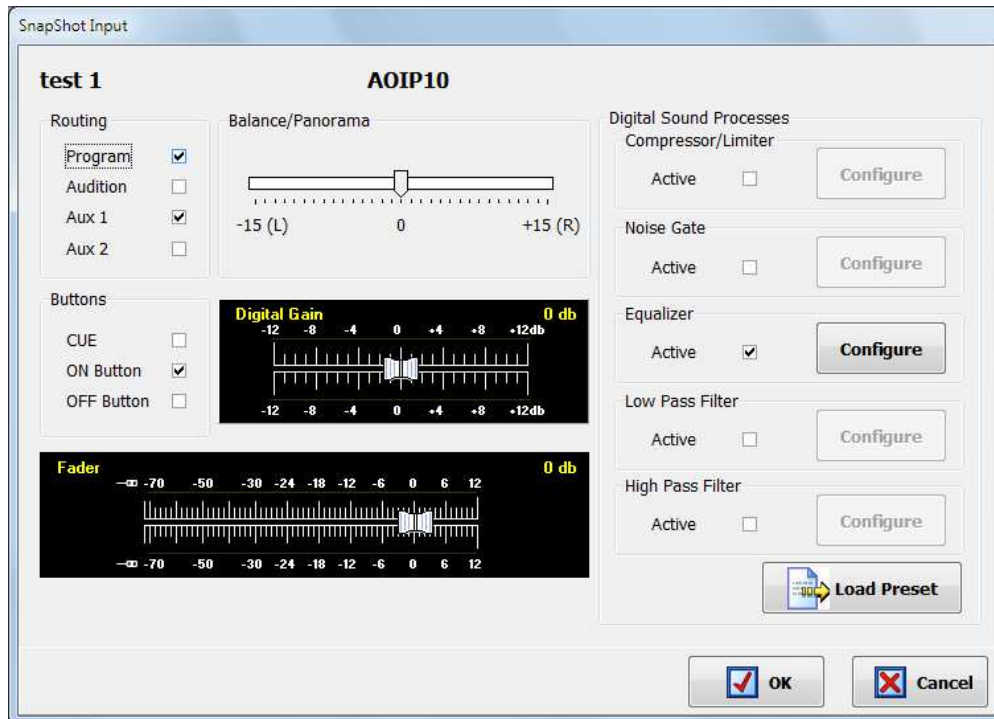 SnapShot Input
test 1
AOIP10
Routing
Program
Audition
Aux 1
Aux 2
Balance/Panorama
-15 (L) 0 +15 (R)
Buttons
CUE
ON Button
OFF Button
Digital Gain 0 db
-12 -8 -4 0 +4 +8 +12db
-12 -8 -4 0 +4 +8 +12db
Fader 0 db
-∞ -70 -50 -30 -24 -18 -12 -6 0 6 12
-∞ -70 -50 -30 -24 -18 -12 -6 0 6 12
Digital Sound Processes
Compressor/Limiter
Active Configure
Noise Gate
Active Configure
Equalizer
Active Configure
Low Pass Filter
Active Configure
High Pass Filter
Active Configure
Load Preset
OK Cancel